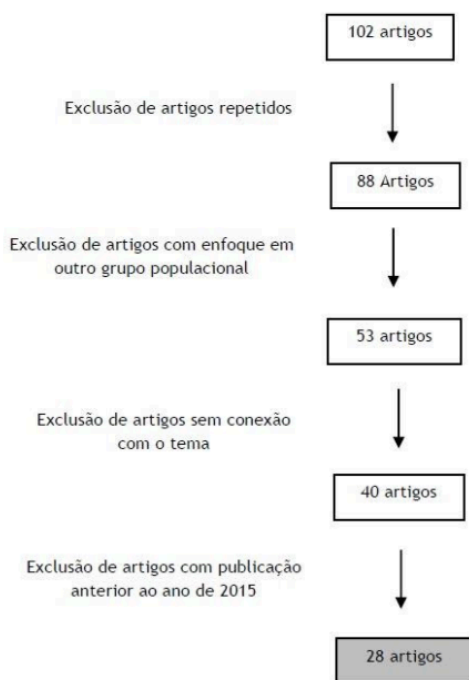 102 artigos
Exclusão de artigos repetidos
88 Artigos
Exclusão de artigos com enfoque em
outro grupo populacional
53 artigos
Exclusão de artigos sem conexão
com o tema
40 artigos
Exclusão de artigos com publicação
anterior ao ano de 2015
28 artigos